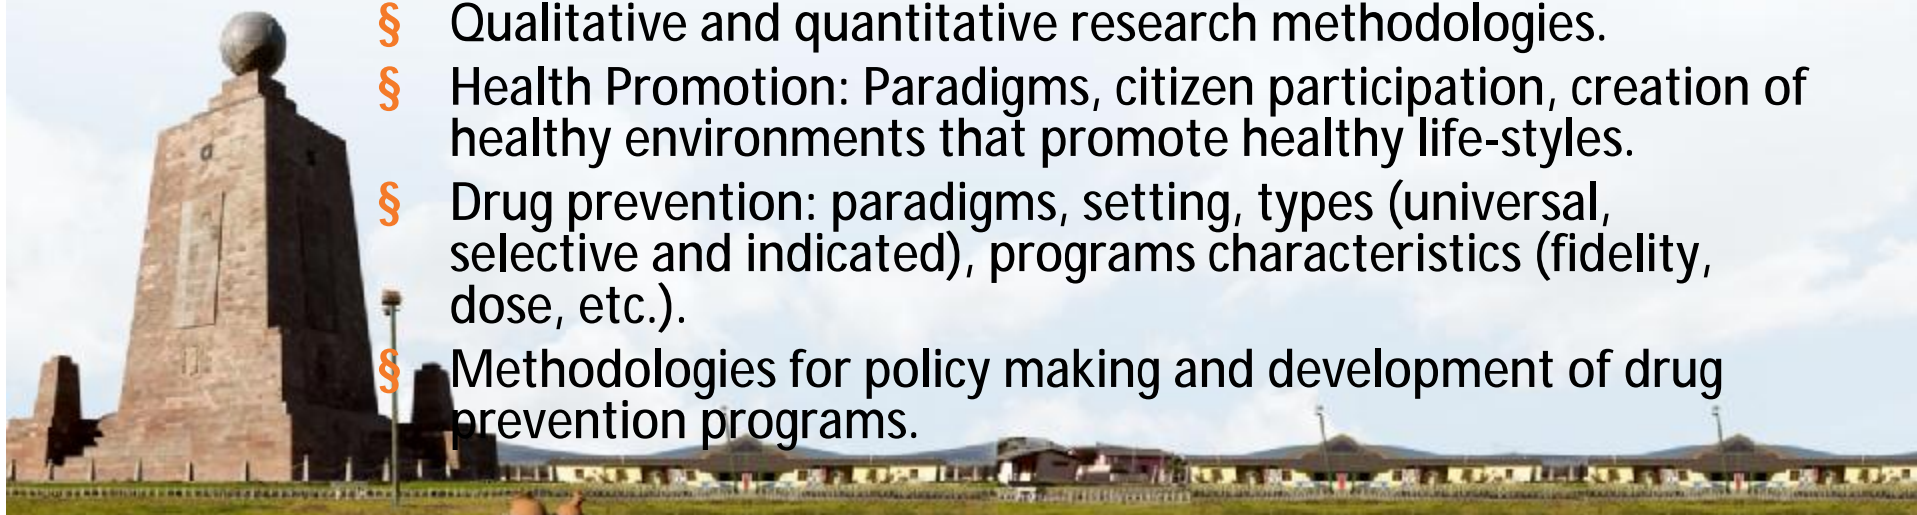 § Qualitative and quantitative research methodologies.
§ Health Promotion: Paradigms, citizen participation, creation of
healthy environments that promote healthy life-styles.
§ Drug prevention: paradigms, setting, types (universal,
selective and indicated), programs characteristics (fidelity,
dose, etc.).
§ Methodologies for policy making and development of drug
prevention programs.